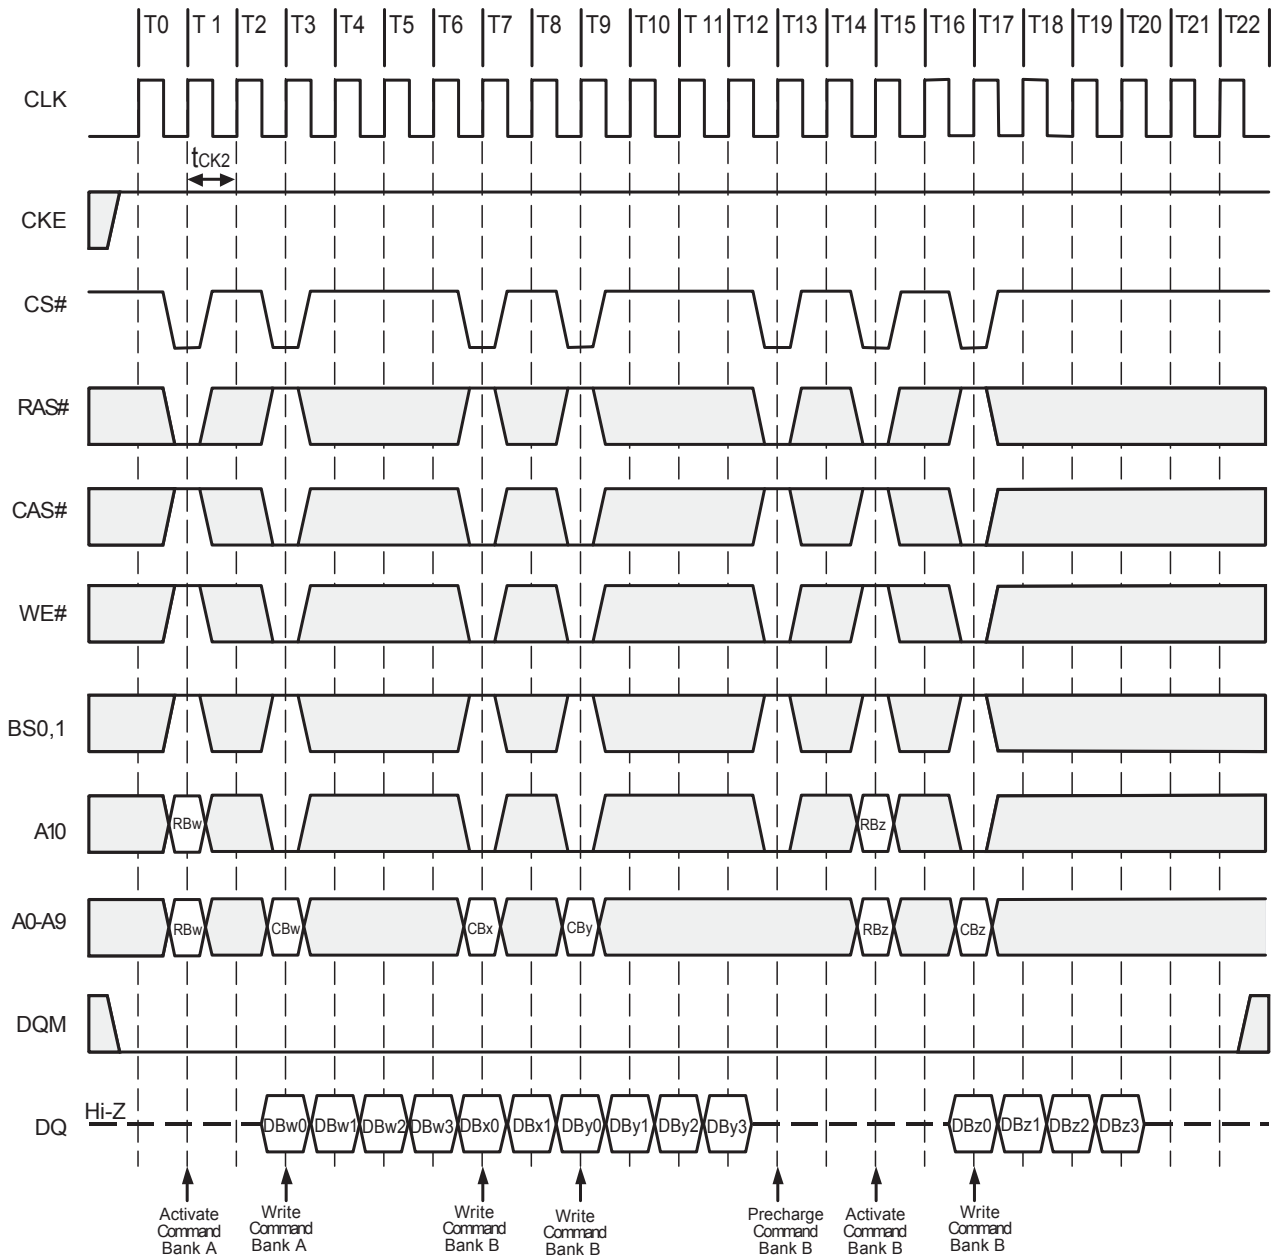 T0 T 1 T2 T3 T4 T5 T6 T7 T8 T9 T10 T 11 T12 T13 T14 T15 T16 T17 T18 T19 T20 T21 T22
CLK
tCK2
CKE
CS#
RAS#
CAS#
WE#
BS0,1
A10 RBw RBz
A0-A9 RBw CBw CBx CBy RBz CBz
DQM
DQ Hi-Z DBw0 DBw1 DBw2 DBw3 DBx0 DBx1 DBy0 DBy1 DBy2 DBy3 DBz0 DBz1 DBz2 DBz3
Activate
Command
Bank A
Write
Command
Bank A
Write
Command
Bank B
Write
Command
Bank B
Precharge
Command
Bank B
Activate
Command
Bank B
Write
Command
Bank B